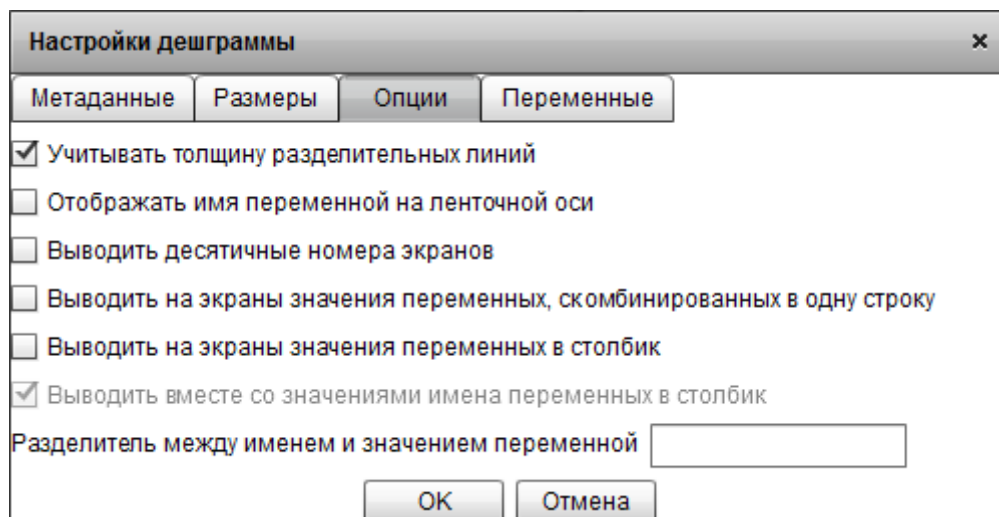 Настройки дешграммы
Метаданные Размеры Опции Переменные
Учитывать толщину разделительных линий
Отображать имя переменной на ленточной оси
Выводить десятичные номера экранов
Выводить на экраны значения переменных, скомбинированных в одну строку
Выводить на экраны значения переменных в столбик
Выводить вместе со значениями имена переменных в столбик
Разделитель между именем и значением переменной
OK Отмена